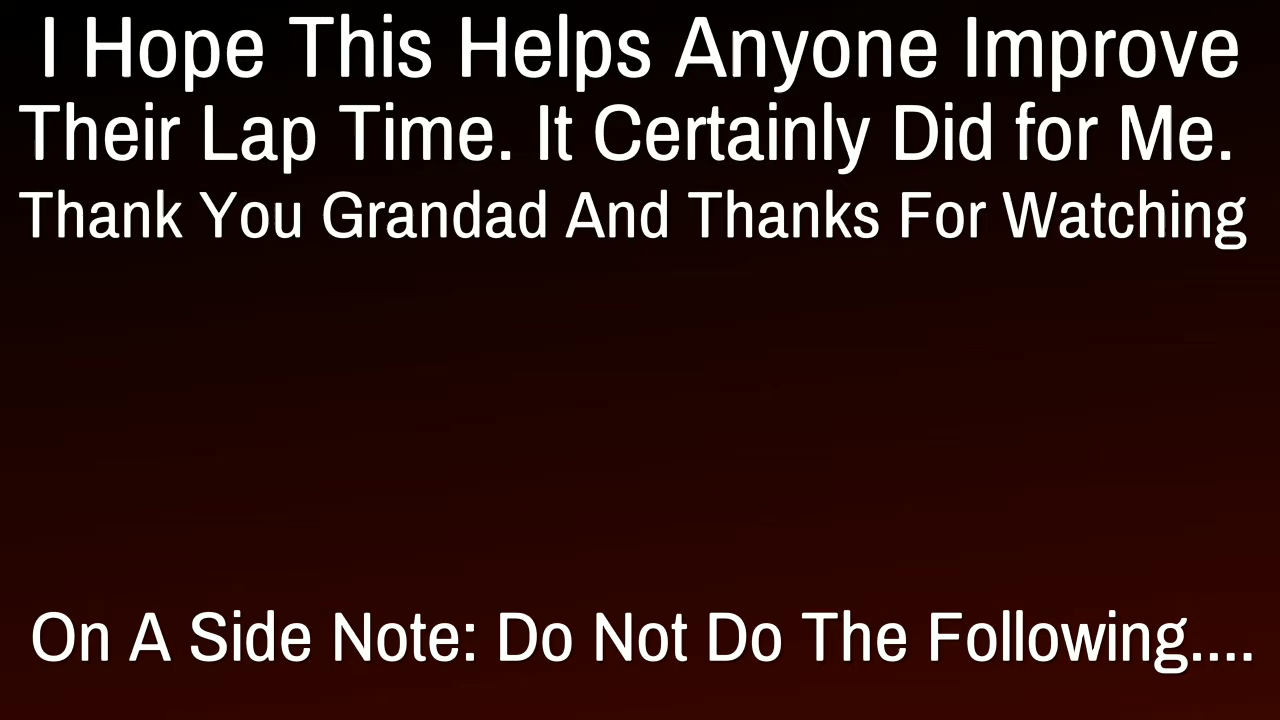 I Hope This Helps Anyone Improve
Their Lap Time. It Certainly Did for Me.
Thank You Grandad And Thanks For Watching
On A Side Note: Do Not Do The Following....